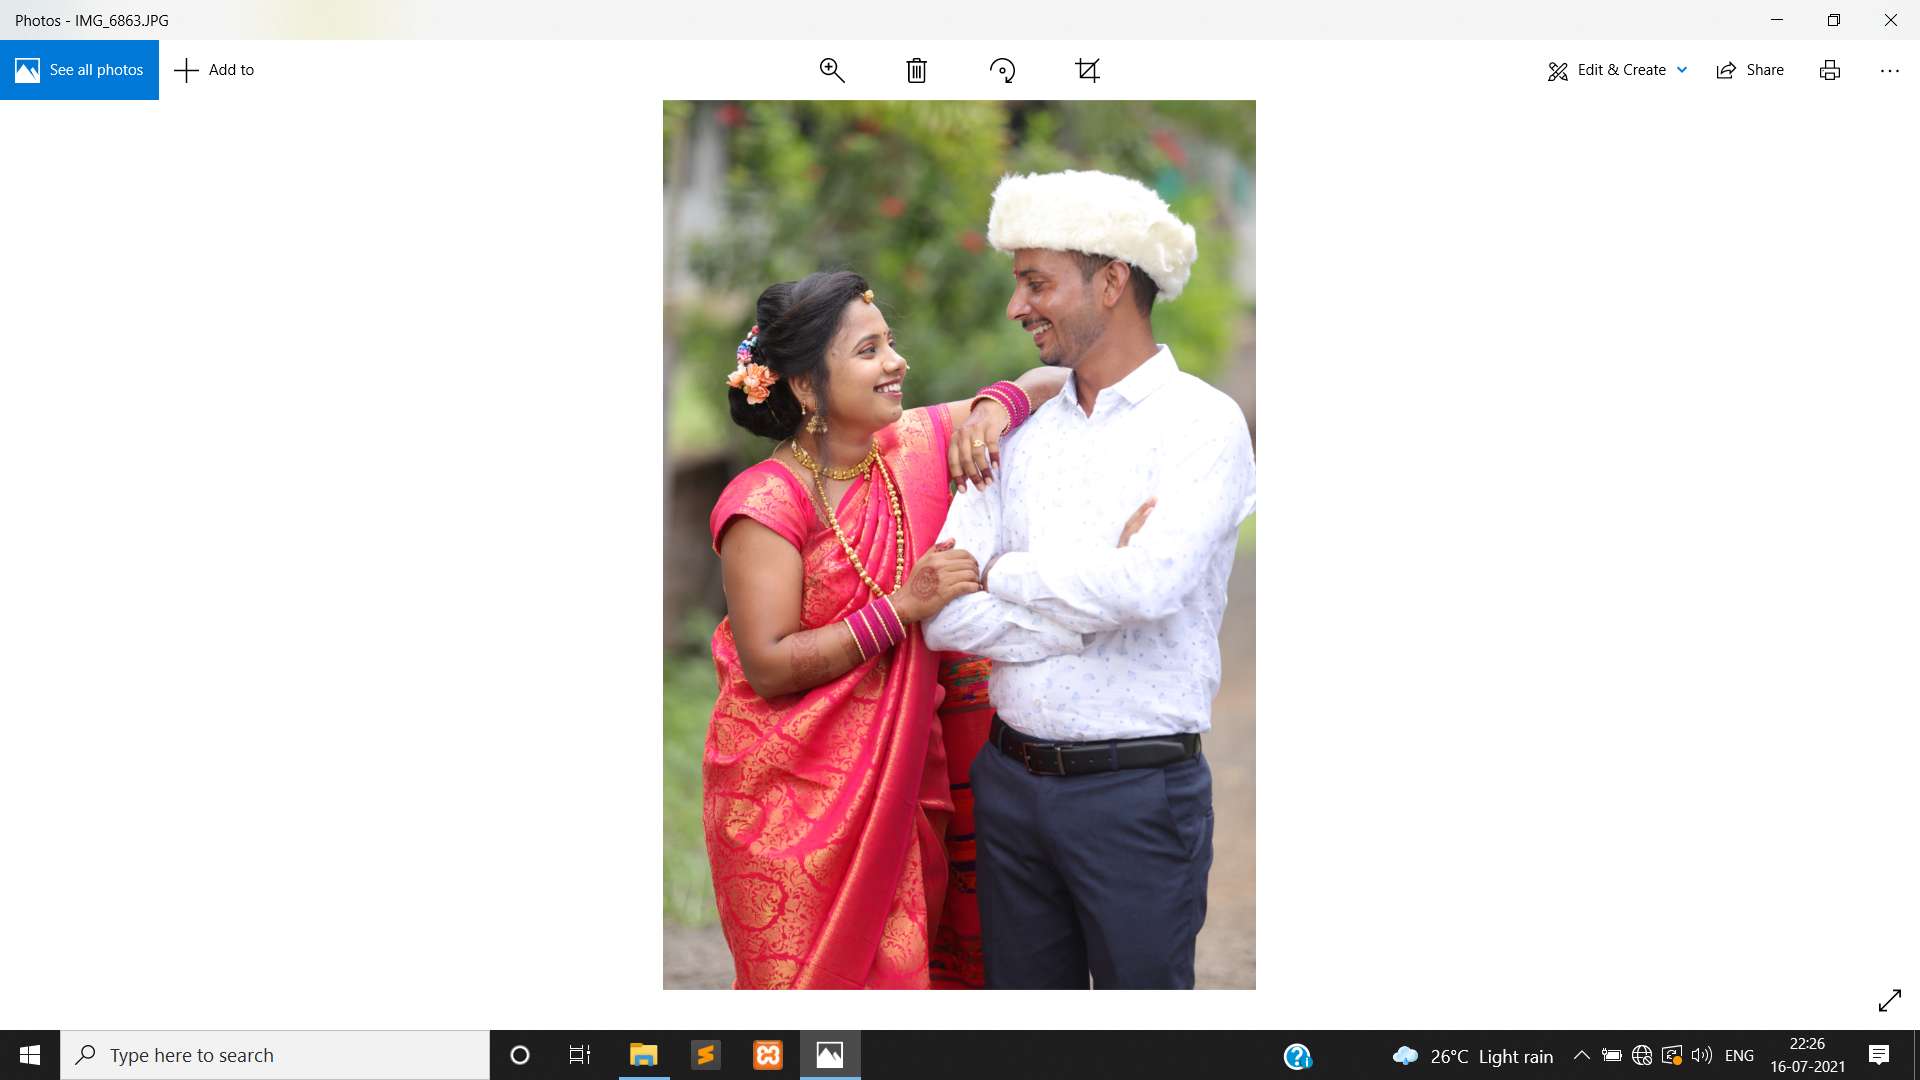 Photos - IMG_6863.JPG
See all photos
Add to
Edit & Create
Share
Type here to search
26°C Light rain
ENG
22:26
16-07-2021